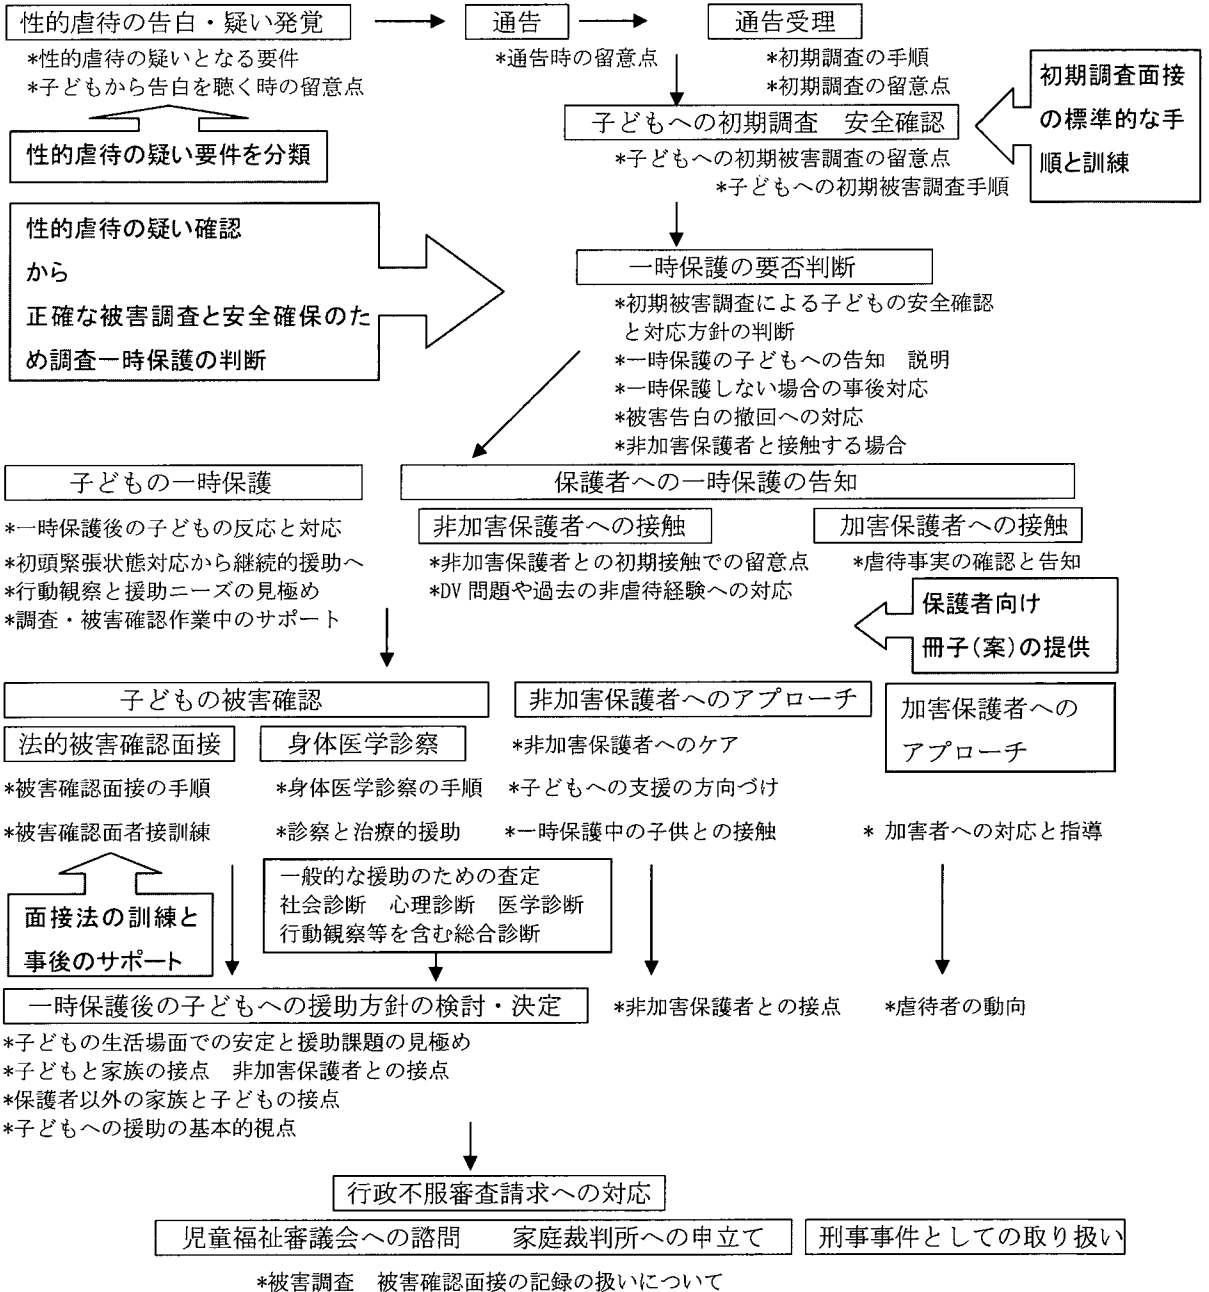 性的虐待の告白・疑い発覚
通告
通告受理
*性的虐待の疑いとなる要件
*子どもから告白を聴く時の留意点
*通告時の留意点
*初期調査の手順
*初期調査の留意点
性的虐待の疑い要件を分類
子どもへの初期調査 安全確認
初期調査面接
の標準的な手
順と訓練
*子どもへの初期被害調査の留意点
*子どもへの初期被害調査手順
性的虐待の疑い確認
から
正確な被害調査と安全確保のた
め調査一時保護の判断
一時保護の要否判断
*初期被害調査による子どもの安全確認
と対応方針の判断
*一時保護の子どもへの告知 説明
*一時保護しない場合の事後対応
*被害告白の撤回への対応
*非加害保護者と接触する場合
子どもの一時保護
*一時保護後の子どもの反応と対応
*初頭緊張状態対応から継続的援助へ
*行動観察と援助ニーズの見極め
*調査・被害確認作業中のサポート
保護者への一時保護の告知
非加害保護者への接触
*非加害保護者との初期接触での留意点
*DV問題や過去の非虐待経験への対応
加害保護者への接触
*虐待事実の確認と告知
保護者向け
冊子(案)の提供
子どもの被害確認
法的被害確認面接
*被害確認面接の手順
*被害確認面者接訓練
身体医学診察
*身体医学診察の手順
*診察と治療的援助
非加害保護者へのアプローチ
*非加害保護者へのケア
*子どもへの支援の方向づけ
*一時保護中の子供との接触
加害保護者への
アプローチ
* 加害者への対応と指導
面接法の訓練と
事後のサポート
一般的な援助のための査定
社会診断 心理診断 医学診断
行動観察等を含む総合診断
一時保護後の子どもへの援助方針の検討・決定
*非加害保護者との接点
*虐待者の動向
*子どもの生活場面での安定と援助課題の見極め
*子どもと家族の接点 非加害保護者との接点
*保護者以外の家族と子どもの接点
*子どもへの援助の基本的視点
行政不服審査請求への対応
児童福祉審議会への諮問 家庭裁判所への申立て
刑事事件としての取り扱い
*被害調査 被害確認面接の記録の扱いについて